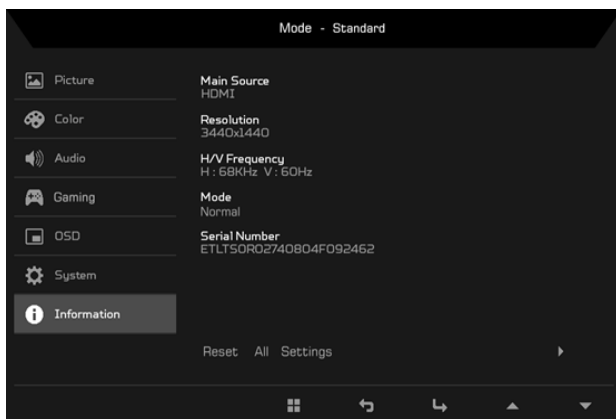 Mode - Standard
Picture
Color
Audio
Gaming
OSD
System
Information
Main Source
HDMI
Resolution
3440x1440
H/V Frequency
H : 68KHz V : 60Hz
Mode
Normal
Serial Number
ETLTS0R02740804F092462
Reset All Settings